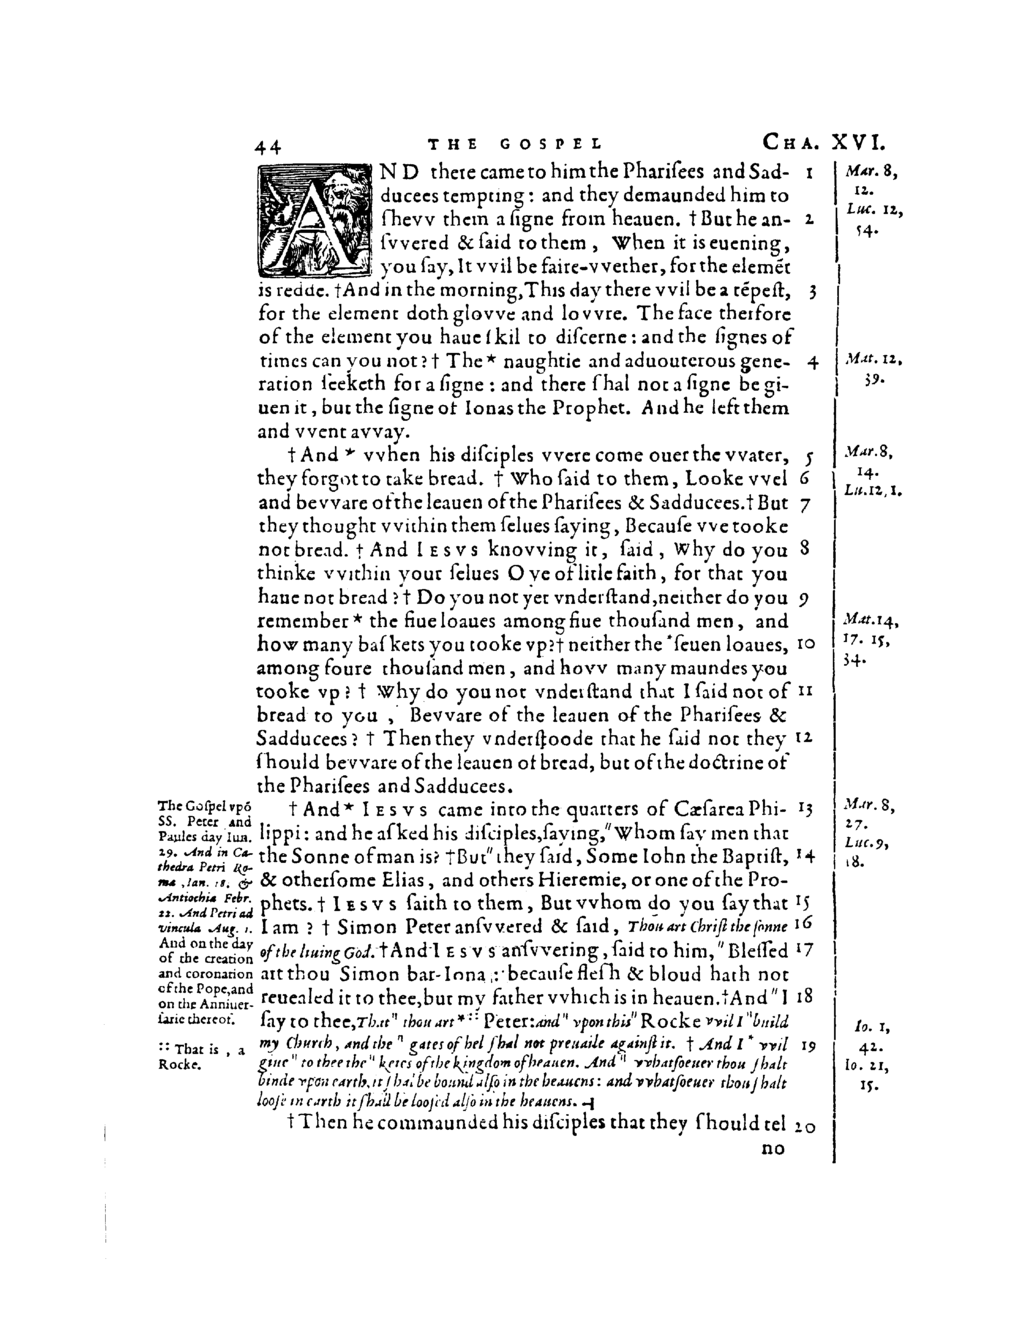 44 THE GOSPEL CHA. XVI.
AND there came to him the Phariſees and Sad- 1
ducees tempting: and they demaunded him to
ſhevv them a ſigne from heauen. † But he an- 2
ſvvered & ſaid to them, When it is euening,
you ſay, It vvil be faire-vvether, for the elemēt
is redde. † And in the morning, This day there vvil be a tēpeſt, 3
for the element doth glovve and lovvre. The face therfore
of the element you haue ſkil to diſcerne: and the ſignes of
times can you not? † The * naughtie and aduouterous gene- 4
ration ſeeketh for a ſigne: and there ſhal not a ſigne be gi-
uen it, but the ſigne of Ionas the Prophet. And he left them
and vvent avvay.
† And * vvhen his diſciples vvere come ouer the vvater, 5
they forgot to take bread. † Who ſaid to them, Looke vvel 6
and bevvare of the leauen of the Phariſees & Sadducees. † But 7
they thought vvithin them ſelues ſaying, Becauſe vve tooke
not bread. † And IESVS knovving it, ſaid, Why do you 8
thinke vvithin your ſelues O ye of litle faith, for that you
haue not bread? † Do you not yet vnderſtand, neither do you 9
remember * the fiue loaues among fiue thouſand men, and
how many baſkets you tooke vp? † neither the * ſeuen loaues, 10
among foure thouſand men, and hovv many maundes you
tooke vp? † Why do you not vnderſtand that I ſaid not of 11
bread to you, Bevvare of the leauen of the Phariſees &
Sadducees? † Then they vnderſtoode that he ſaid not they 12
ſhould bevvare of the leauen of bread, but of the doctrine of
the Phariſees and Sadducees.
† And * IESVS came into the quarters of Cæſarea Phi- 13
lippi: and he aſked his diſciples, ſaying, " Whom ſay men that
the Sonne of man is? † But " they ſaid, Some Iohn the Baptiſt, 14
& otherſome Elias, and others Hieremie, or one of the Pro-
phets. † IESVS ſaith to them, But vvhom do you ſay that 15
I am? † Simon Peter anſvvered & ſaid, Thou art Chriſt the ſonne 16
of the liuing God. † And IESVS anſvvering, ſaid to him, " Bleſſed 17
art thou Simon bar-Iona: becauſe fleſh & bloud hath not
reuealed it to thee, but my father vvhich is in heauen. † And " I 18
ſay to thee, That " thou art * :: Peter: and " vpon this " Rocke vvil I " build
my Church, and the " gates of hel ſhal not preuaile againſt it. † And I * vvil 19
giue " to thee the " keies of the kingdom of heauen. And " vvhatſoeuer thou ſhalt
binde vpon earth, it ſhal be bound alſo in the heauens: and vvhatſoeuer thou ſhalt
looſe in earth it ſhall be looſed alſo in the heauens. ⊣
† Then he commaunded his diſciples that they ſhould tel 20
no
The Goſpel vpō
SS. Peter and
Paules day Iun.
29. And in Ca-
thedra Petri Ro-
mæ, Ian. 18. &
Antiochiæ Febr.
22. And Petri ad
vincula Aug. 1.
And on the day
of the creation
and coronation
of the Pope, and
on the Anniuer-
ſarie thereof.
:: That is, a
Rocke.
Mar. 8,
12.
Luc. 12,
54.
Mat. 12,
39.
Mar. 8,
14.
Lu. 12, 1.
Mat. 14,
17. 15,
34.
Mar. 8,
27.
Luc. 9,
18.
Io. 1,
42.
Io. 21,
15.